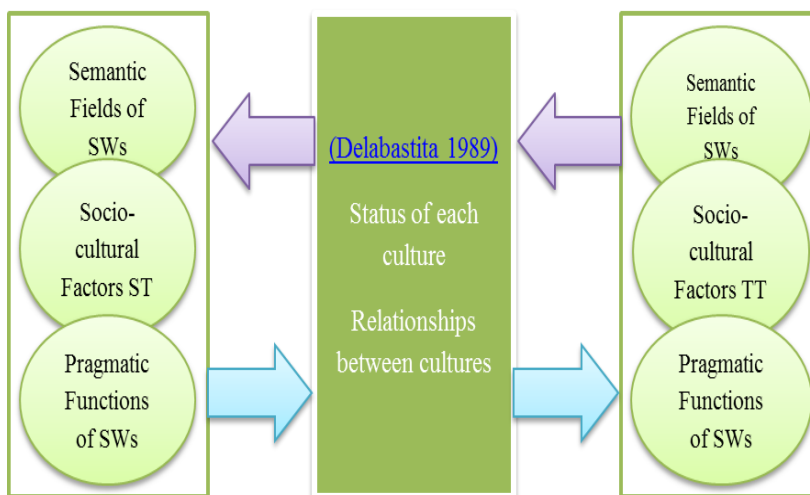 Semantic
Fields of
SWs
Socio-
cultural
Factors ST
Pragmatic
Functions
of SWs
(Delabastita 1989)
Status of each
culture
Relationships
between cultures
Semantic
Fields of
SWs
Socio-
cultural
Factors TT
Pragmatic
Functions
of SWs